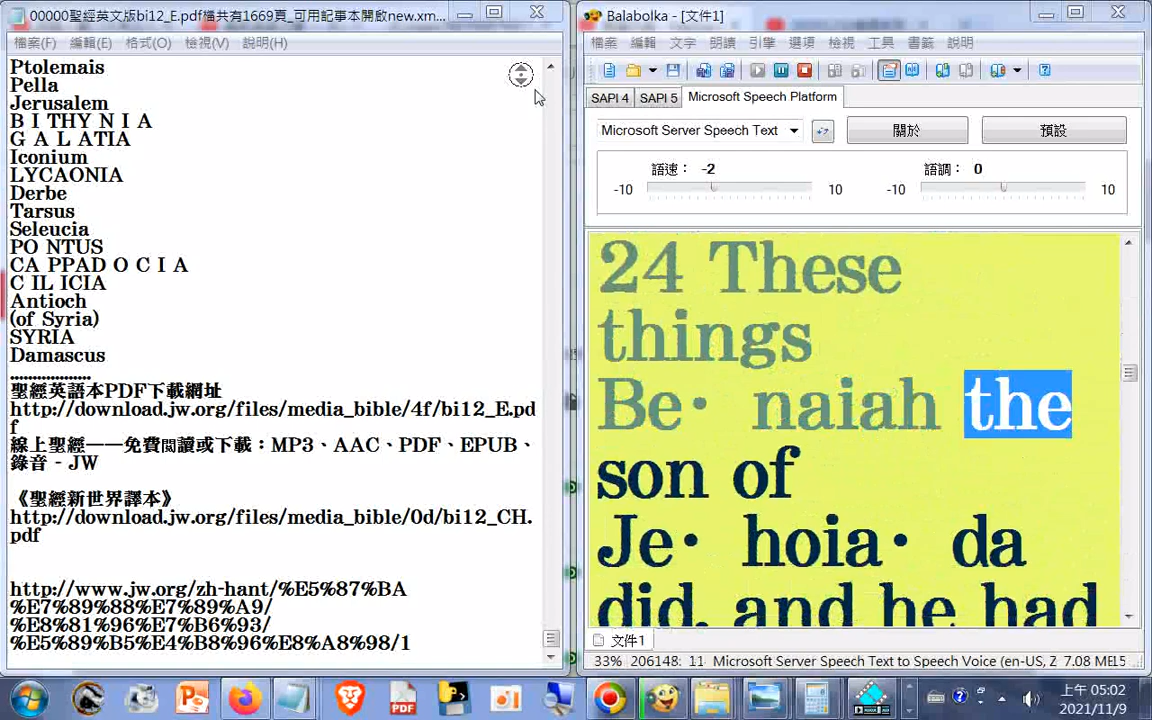 00000聖經英文版bi12_E.pdf檔共有1669頁_可用記事本開啟new.xm...
檔案(F) 編輯(E) 格式(O) 檢視(V) 說明(H)
Ptolemais
Pella
Jerusalem
B I THY N I A
G A L ATIA
Iconium
LYCAONIA
Derbe
Tarsus
Seleucia
PO NTUS
CA PPAD O C I A
C IL ICIA
Antioch
(of Syria)
SYRIA
Damascus
..................
聖經英語本PDF下載網址
http://download.jw.org/files/media_bible/4f/bi12_E.pd
f
線上聖經——免費閱讀或下載：MP3、AAC、PDF、EPUB、
錄音 - JW
《聖經新世界譯本》
http://download.jw.org/files/media_bible/0d/bi12_CH.
pdf
http://www.jw.org/zh-hant/%E5%87%BA
%E7%89%88%E7%89%A9/
%E8%81%96%E7%B6%93/
%E5%89%B5%E4%B8%96%E8%A8%98/1
Balabolka - [文件1]
檔案 編輯 文字 朗讀 引擎 選項 檢視 工具 書籤 說明
SAPI 4 SAPI 5 Microsoft Speech Platform
Microsoft Server Speech Text 關於 預設
語速： -2 語調： 0
-10 10 -10 10
24 These
things
Be· naiah the
son of
Je· hoia· da
did, and he had
文件1
33% 206148: 11 Microsoft Server Speech Text to Speech Voice (en-US, Z 7.08 ME15
上午 05:02
2021/11/9